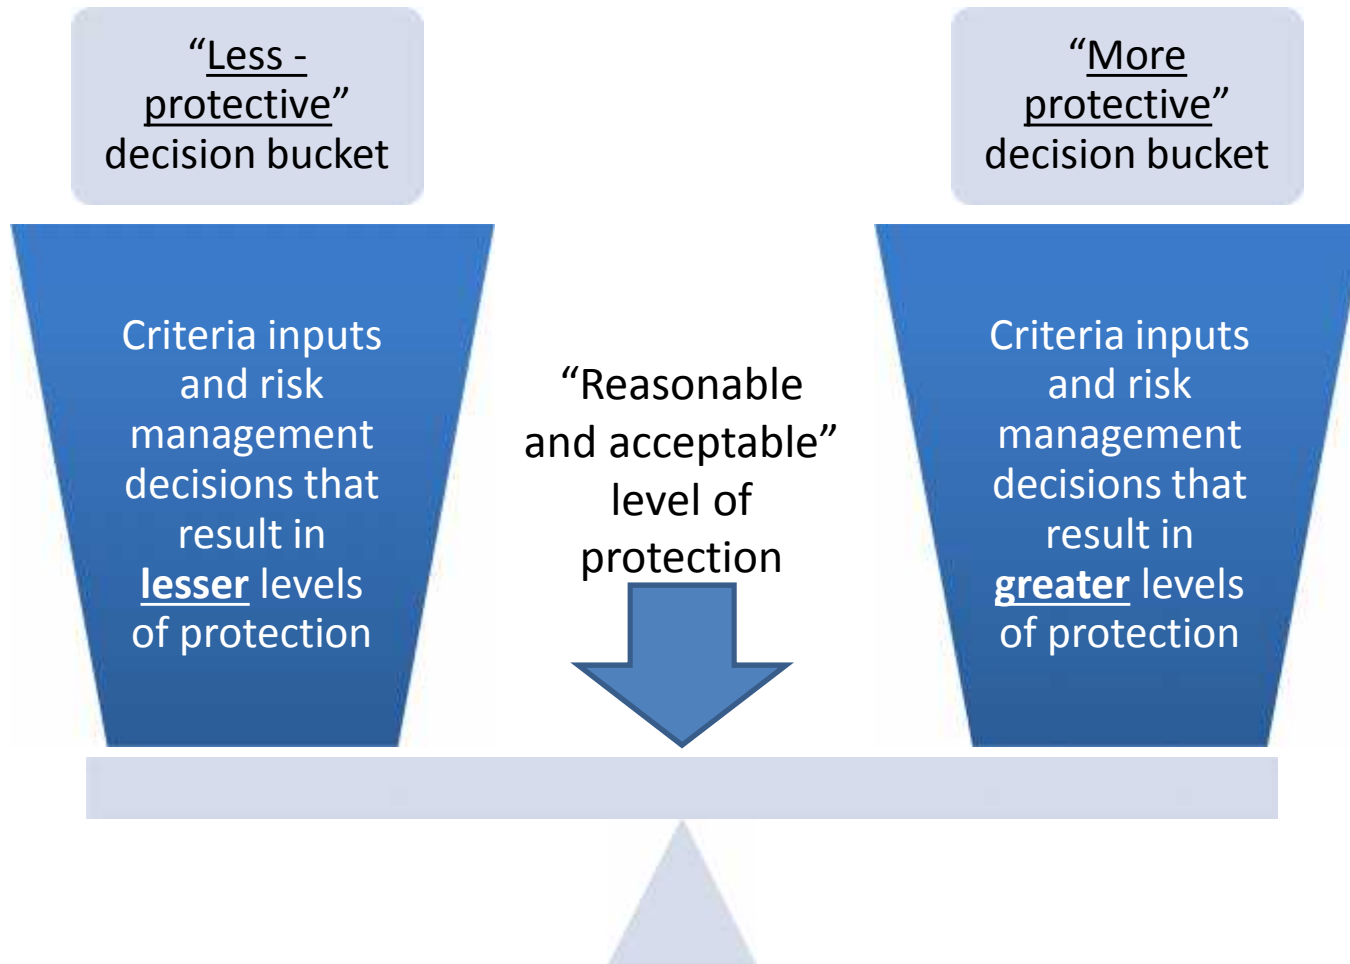 “Less -
protective”
decision bucket
“More
protective”
decision bucket
Criteria inputs
and risk
management
decisions that
result in
lesser levels
of protection
“Reasonable
and acceptable”
level of
protection
Criteria inputs
and risk
management
decisions that
result in
greater levels
of protection